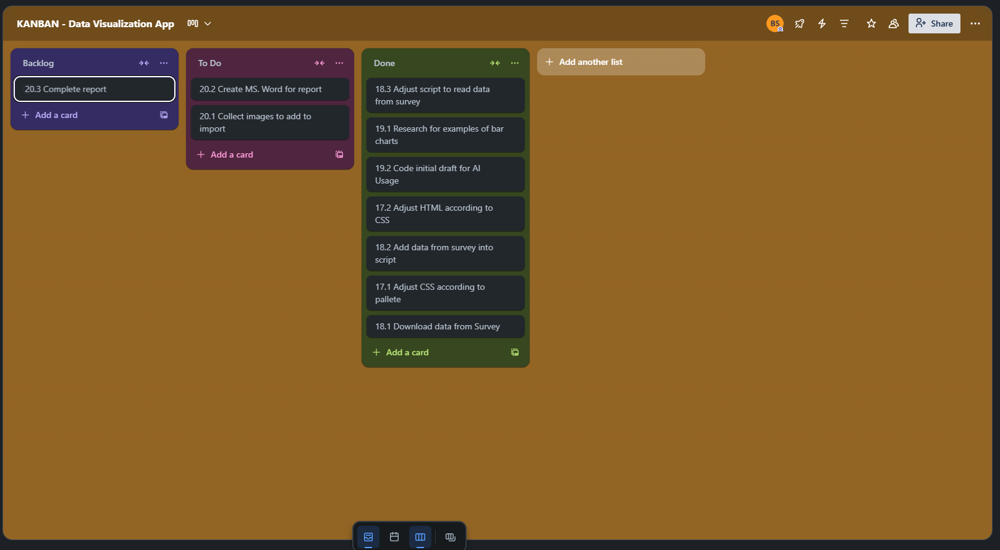 KANBAN - Data Visualization App
BS
Share
Backlog
20.3 Complete report
Add a card
To Do
20.2 Create MS. Word for report
20.1 Collect images to add to
import
Add a card
Done
18.3 Adjust script to read data
from survey
19.1 Research for examples of bar
charts
19.2 Code initial draft for AI
Usage
17.2 Adjust HTML according to
CSS
18.2 Add data from survey into
script
17.1 Adjust CSS according to
pallete
18.1 Download data from Survey
Add a card
Add another list